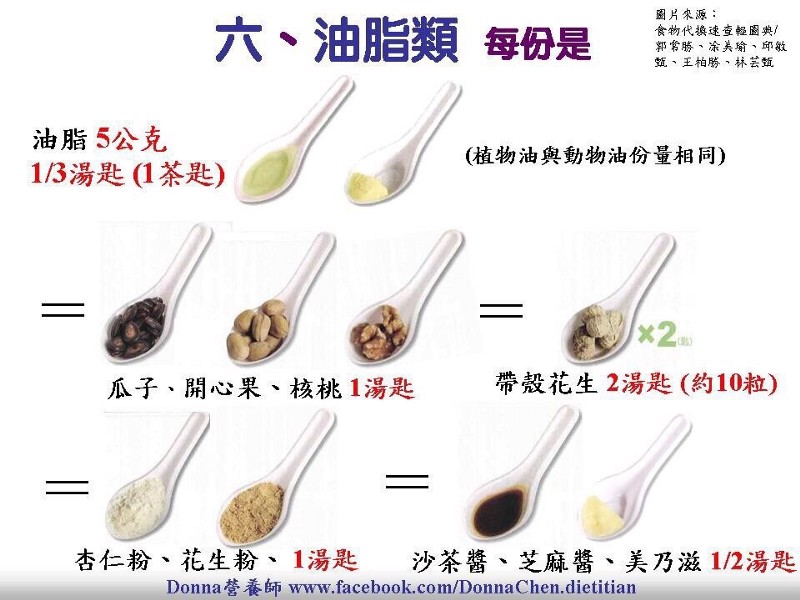 六、油脂類 每份是
圖片來源：
食物代換速查輕圖典/
郭常勝、凃美瑜、邱敏
甄、王柏勝、林芸甄
油脂 5公克
1/3湯匙 (1茶匙)
(植物油與動物油份量相同)
＝
＝
×2(匙)
瓜子、開心果、核桃 1湯匙
帶殼花生 2湯匙 (約10粒)
＝
＝
杏仁粉、花生粉、 1湯匙
沙茶醬、芝麻醬、美乃滋 1/2湯匙
Donna營養師 www.facebook.com/DonnaChen.dietitian